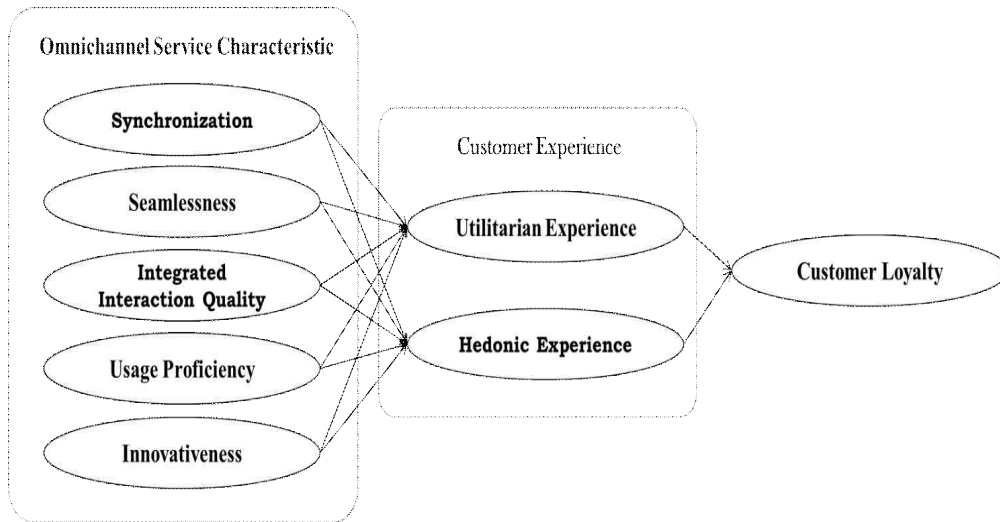 Omnichannel Service Characteristic
Synchronization
Seamlessness
Integrated
Interaction Quality
Usage Proficiency
Innovativeness
Customer Experience
Utilitarian Experience
Hedonic Experience
Customer Loyalty